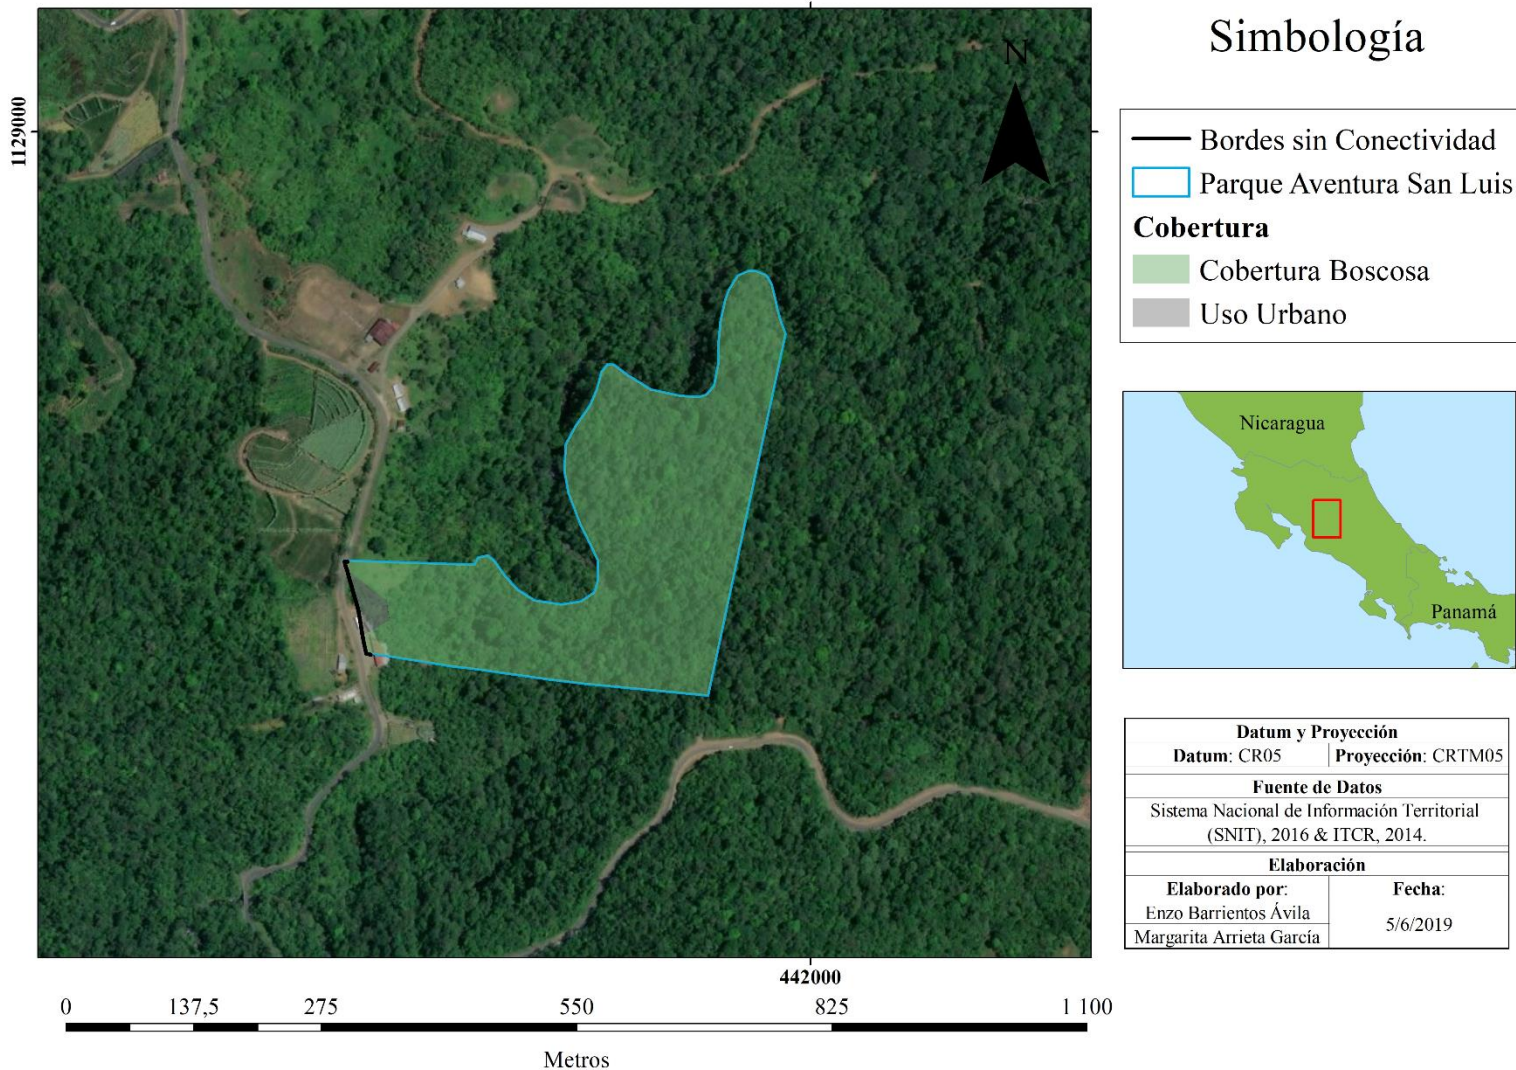 Simbología
N
1129000
Bordes sin Conectividad
Parque Aventura San Luis
Cobertura
Cobertura Boscosa
Uso Urbano
Nicaragua
Panamá
Datum y Proyección
Datum: CR05
Proyección: CRTM05
Fuente de Datos
Sistema Nacional de Información Territorial
(SNIT), 2016 & ITCR, 2014.
Elaboración
Elaborado por:
Fecha:
Enzo Barrientos Ávila
5/6/2019
Margarita Arrieta García
442000
0 137,5 275 550 825 1 100
Metros